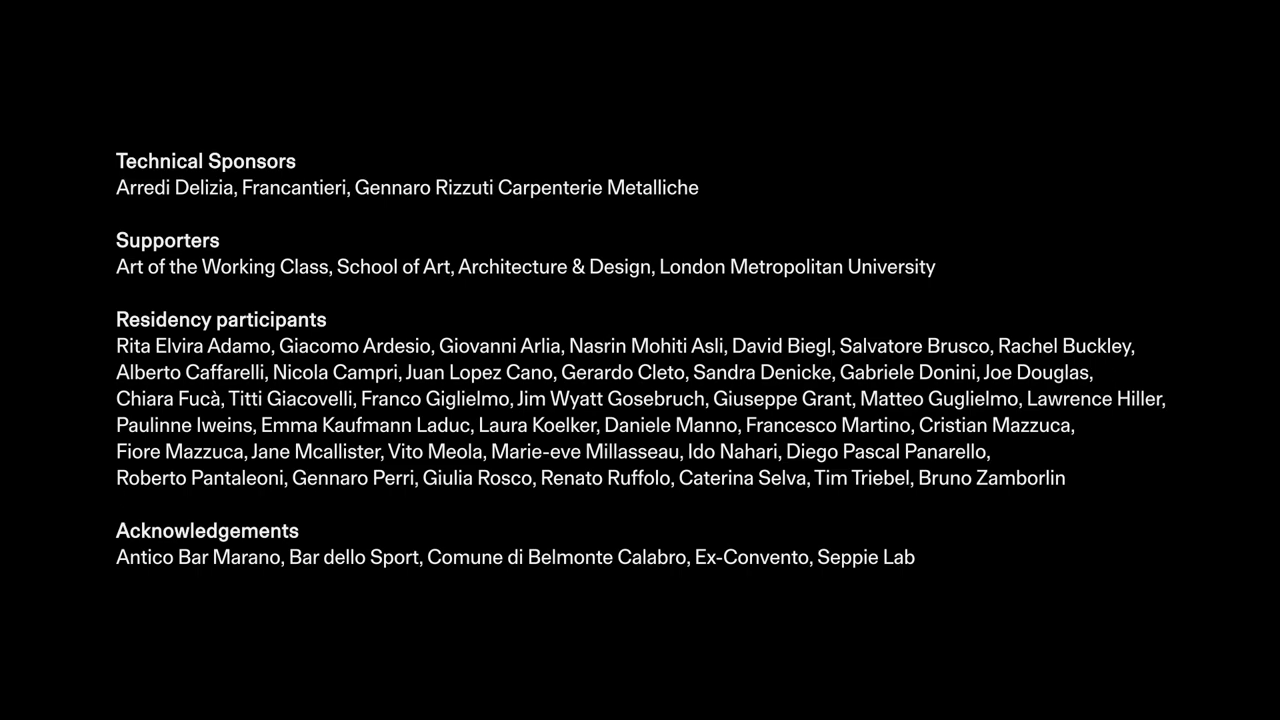 Technical Sponsors
Arredi Delizia, Francantieri, Gennaro Rizzuti Carpenterie Metalliche
Supporters
Art of the Working Class, School of Art, Architecture & Design, London Metropolitan University
Residency participants
Rita Elvira Adamo, Giacomo Ardesio, Giovanni Arlia, Nasrin Mohiti Asli, David Biegl, Salvatore Brusco, Rachel Buckley,
Alberto Caffarelli, Nicola Campri, Juan Lopez Cano, Gerardo Cleto, Sandra Denicke, Gabriele Donini, Joe Douglas,
Chiara Fucà, Titti Giacovelli, Franco Giglielmo, Jim Wyatt Gosebruch, Giuseppe Grant, Matteo Guglielmo, Lawrence Hiller,
Paulinne Iweins, Emma Kaufmann Laduc, Laura Koelker, Daniele Manno, Francesco Martino, Cristian Mazzuca,
Fiore Mazzuca, Jane Mcallister, Vito Meola, Marie-eve Millasseau, Ido Nahari, Diego Pascal Panarello,
Roberto Pantaleoni, Gennaro Perri, Giulia Rosco, Renato Ruffolo, Caterina Selva, Tim Triebel, Bruno Zamborlin
Acknowledgements
Antico Bar Marano, Bar dello Sport, Comune di Belmonte Calabro, Ex-Convento, Seppie Lab